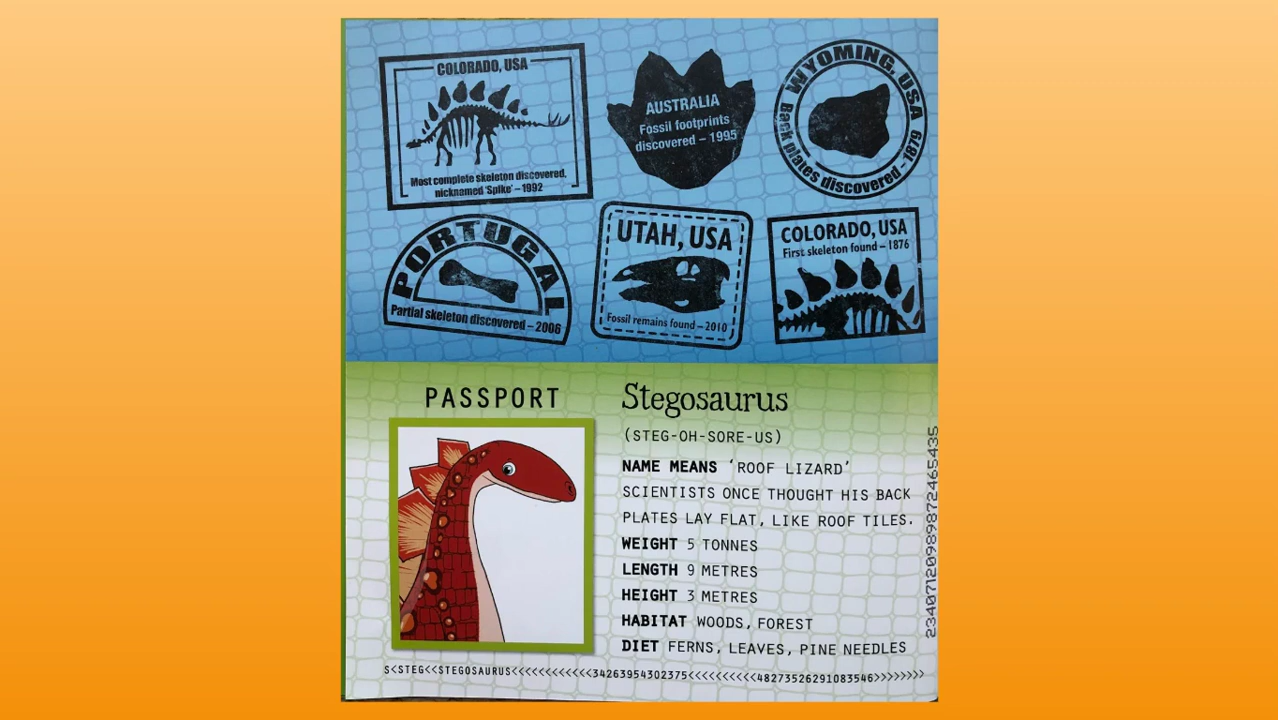 COLORADO, USA
Most complete skeleton discovered,
nicknamed 'Spike' – 1992
AUSTRALIA
Fossil footprints
discovered – 1995
WYOMING, USA
Back plates discovered - 1879
PORTUGAL
Partial skeleton discovered – 2006
UTAH, USA
Fossil remains found – 2010
COLORADO, USA
First skeleton found – 1876
PASSPORT
Stegosaurus
(STEG-OH-SORE-US)
NAME MEANS 'ROOF LIZARD'
SCIENTISTS ONCE THOUGHT HIS BACK
PLATES LAY FLAT, LIKE ROOF TILES.
WEIGHT 5 TONNES
LENGTH 9 METRES
HEIGHT 3 METRES
HABITAT WOODS, FOREST
DIET FERNS, LEAVES, PINE NEEDLES
2340712098987246543​5
S<STEG<<STEGOSAURUS<<<<<<<<<<<<34263954302375<<<<<<<<<<48273526291083546>>>>>>>>